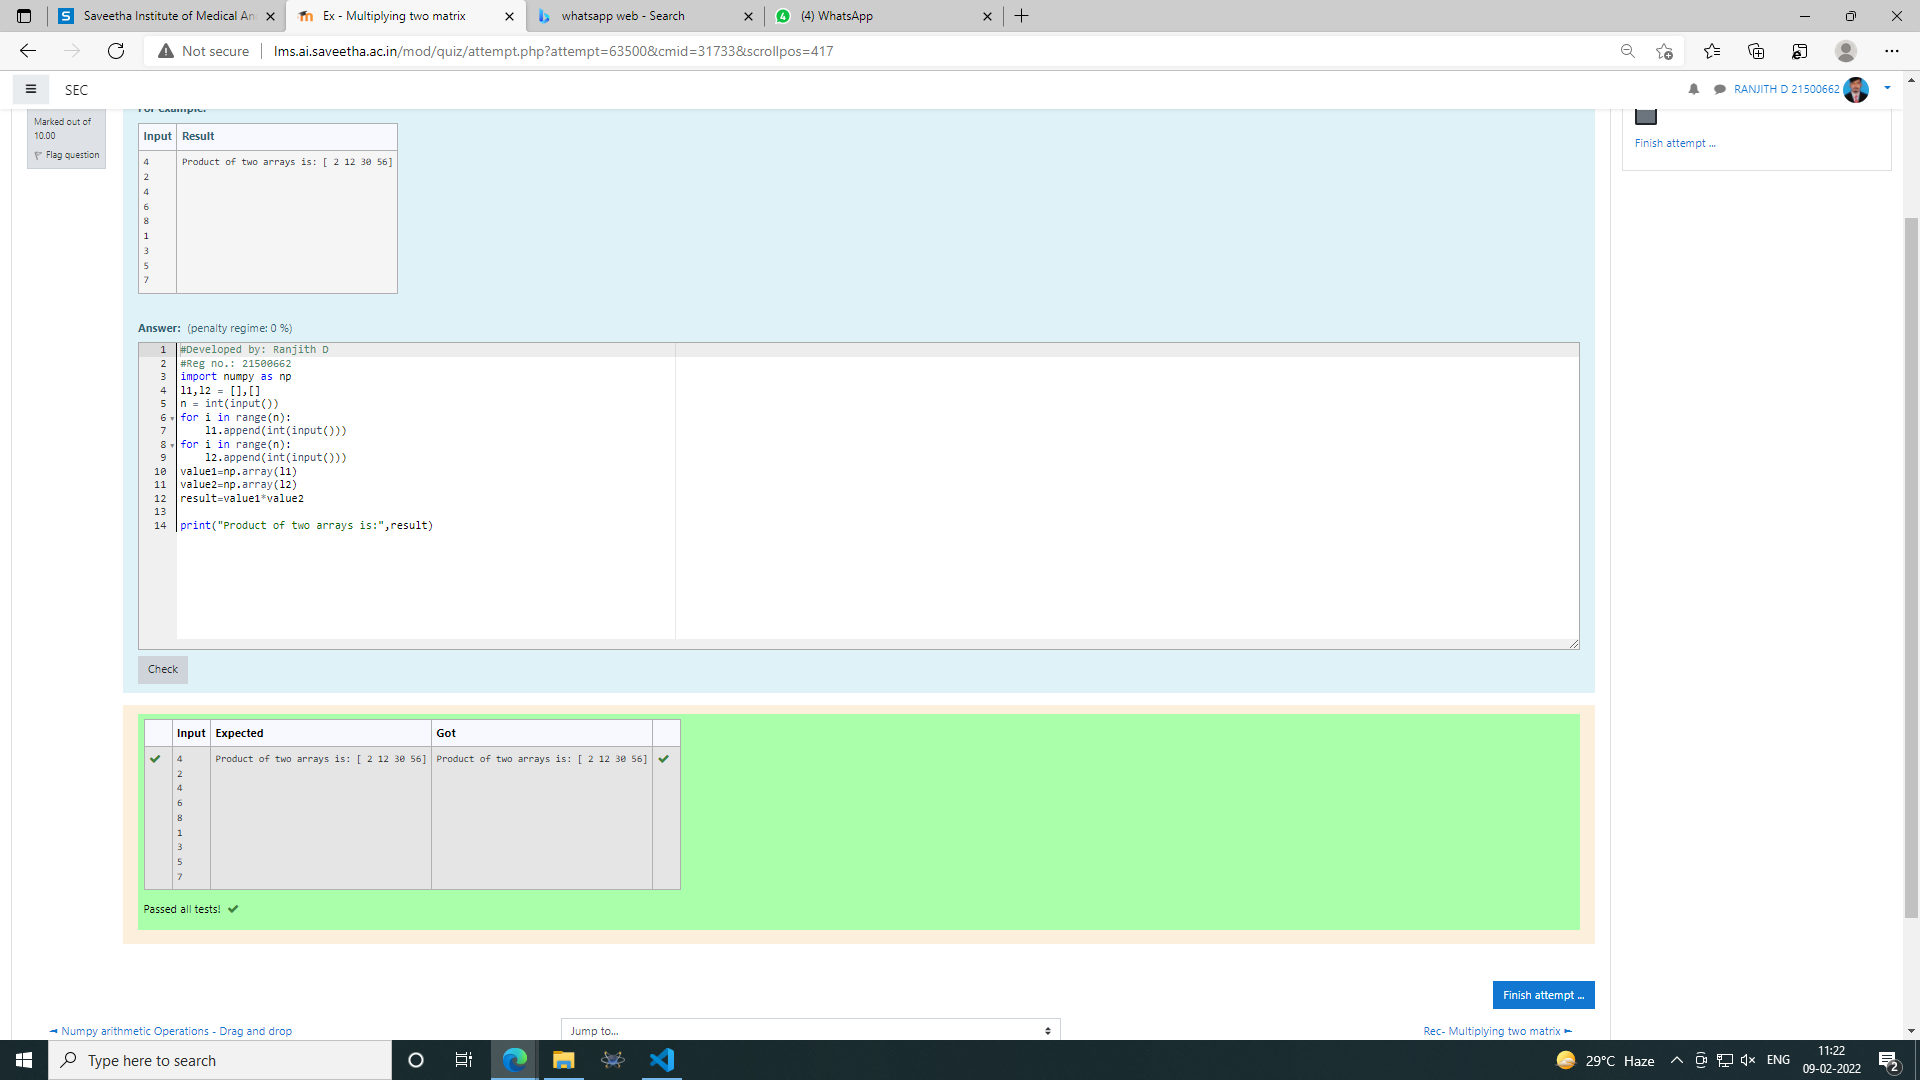 Saveetha Institute of Medical An
Ex - Multiplying two matrix
whatsapp web - Search
(4) WhatsApp
Not secure
lms.ai.saveetha.ac.in/mod/quiz/attempt.php?attempt=63500&cmid=31733&scrollpos=417
SEC
RANJITH D 21500662
For example:
Marked out of
10.00
Flag question
Input Result
4 Product of two arrays is: [ 2 12 30 56]
2
4
6
8
1
3
5
7
Finish attempt ...
Answer: (penalty regime: 0 %)
1 #Developed by: Ranjith D
2 #Reg no.: 21500662
3 import numpy as np
4 l1,l2 = [],[]
5 n = int(input())
6 for i in range(n):
7 l1.append(int(input()))
8 for i in range(n):
9 l2.append(int(input()))
10 value1=np.array(l1)
11 value2=np.array(l2)
12 result=value1*value2
13
14 print("Product of two arrays is:",result)
Check
Input Expected Got
4 Product of two arrays is: [ 2 12 30 56] Product of two arrays is: [ 2 12 30 56]
2
4
6
8
1
3
5
7
Passed all tests!
Finish attempt ...
◄ Numpy arithmetic Operations - Drag and drop
Jump to...
Rec- Multiplying two matrix ►
Type here to search
29°C Haze
ENG
11:22
09-02-2022
2